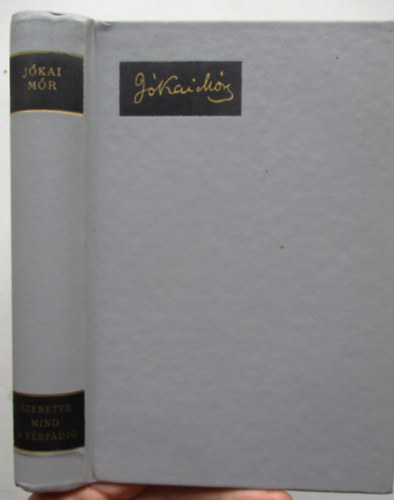 JÓKAI
MÓR
Jókai Mór
SZERETVE
MIND
A VÉRPADIG